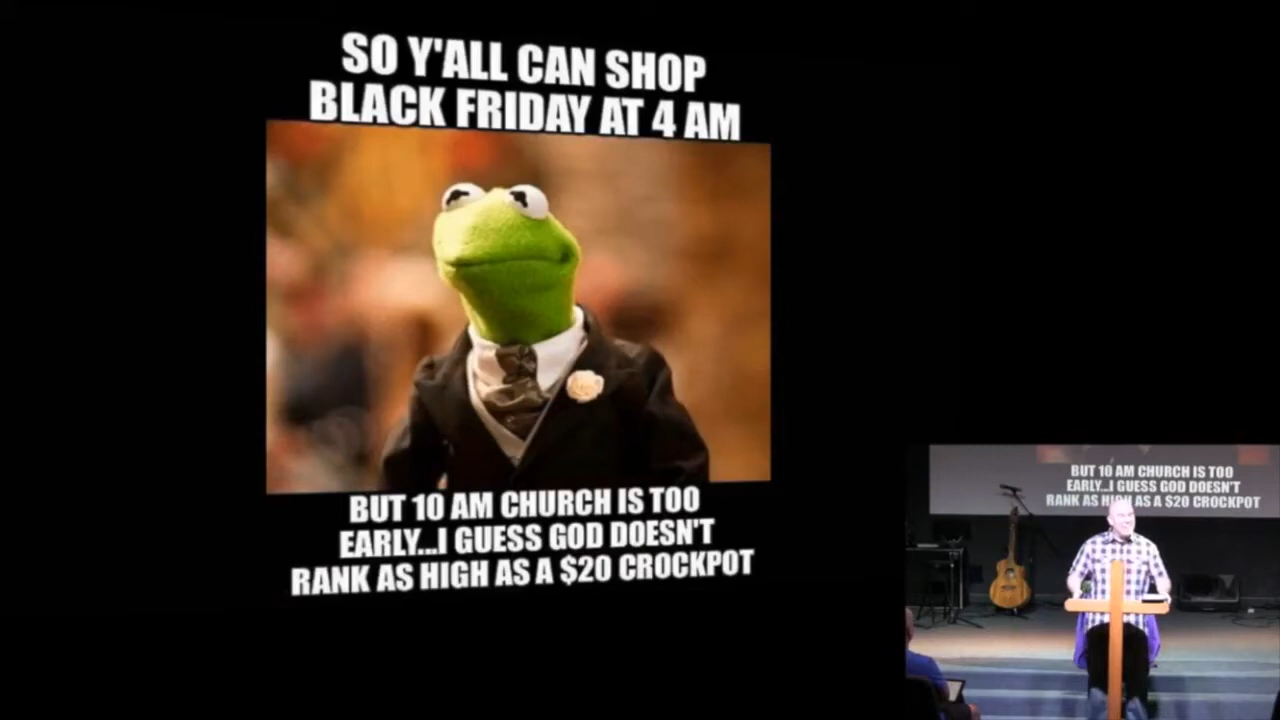 SO Y'ALL CAN SHOP
BLACK FRIDAY AT 4 AM
BUT 10 AM CHURCH IS TOO
EARLY...I GUESS GOD DOESN'T
RANK AS HIGH AS A $20 CROCKPOT
BUT 10 AM CHURCH IS TOO
EARLY...I GUESS GOD DOESN'T
RANK AS HIGH AS A $20 CROCKPOT